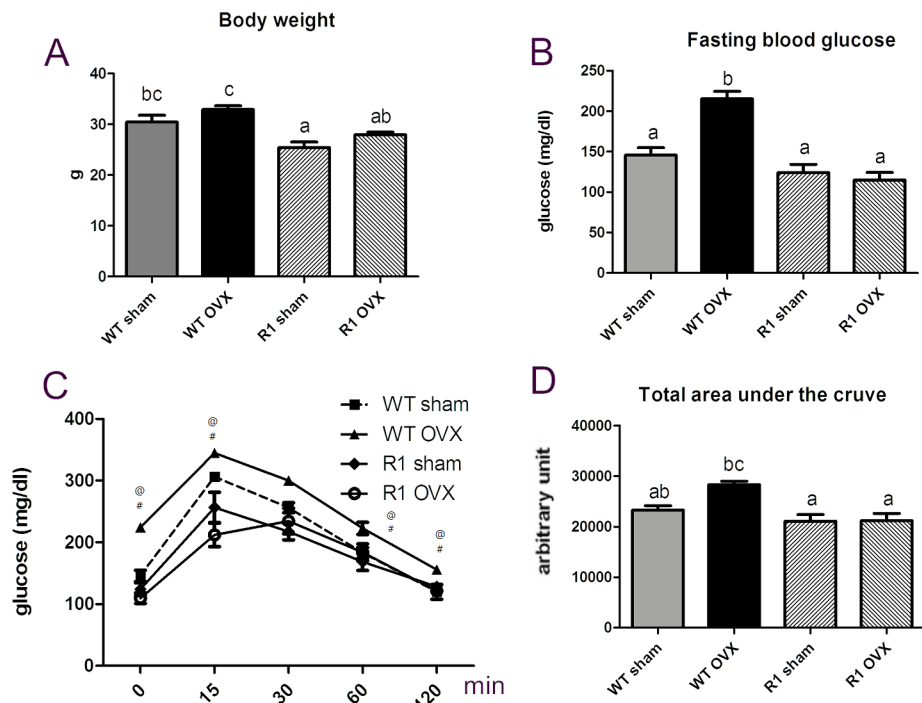 Body weight
A
g
40
30
20
10
0
bc
c
a
ab
WT sham
WT OVX
R1 sham
R1 OVX
B
Fasting blood glucose
glucose (mg/dl)
250
200
150
100
50
0
a
b
a
a
WT sham
WT OVX
R1 sham
R1 OVX
C
glucose (mg/dl)
400
300
200
100
0
@
#
@
#
@
#
@
#
WT sham
WT OVX
R1 sham
R1 OVX
0
15
30
60
120
min
D
Total area under the cruve
arbitrary unit
40000
30000
20000
10000
0
ab
bc
a
a
WT sham
WT OVX
R1 sham
R1 OVX